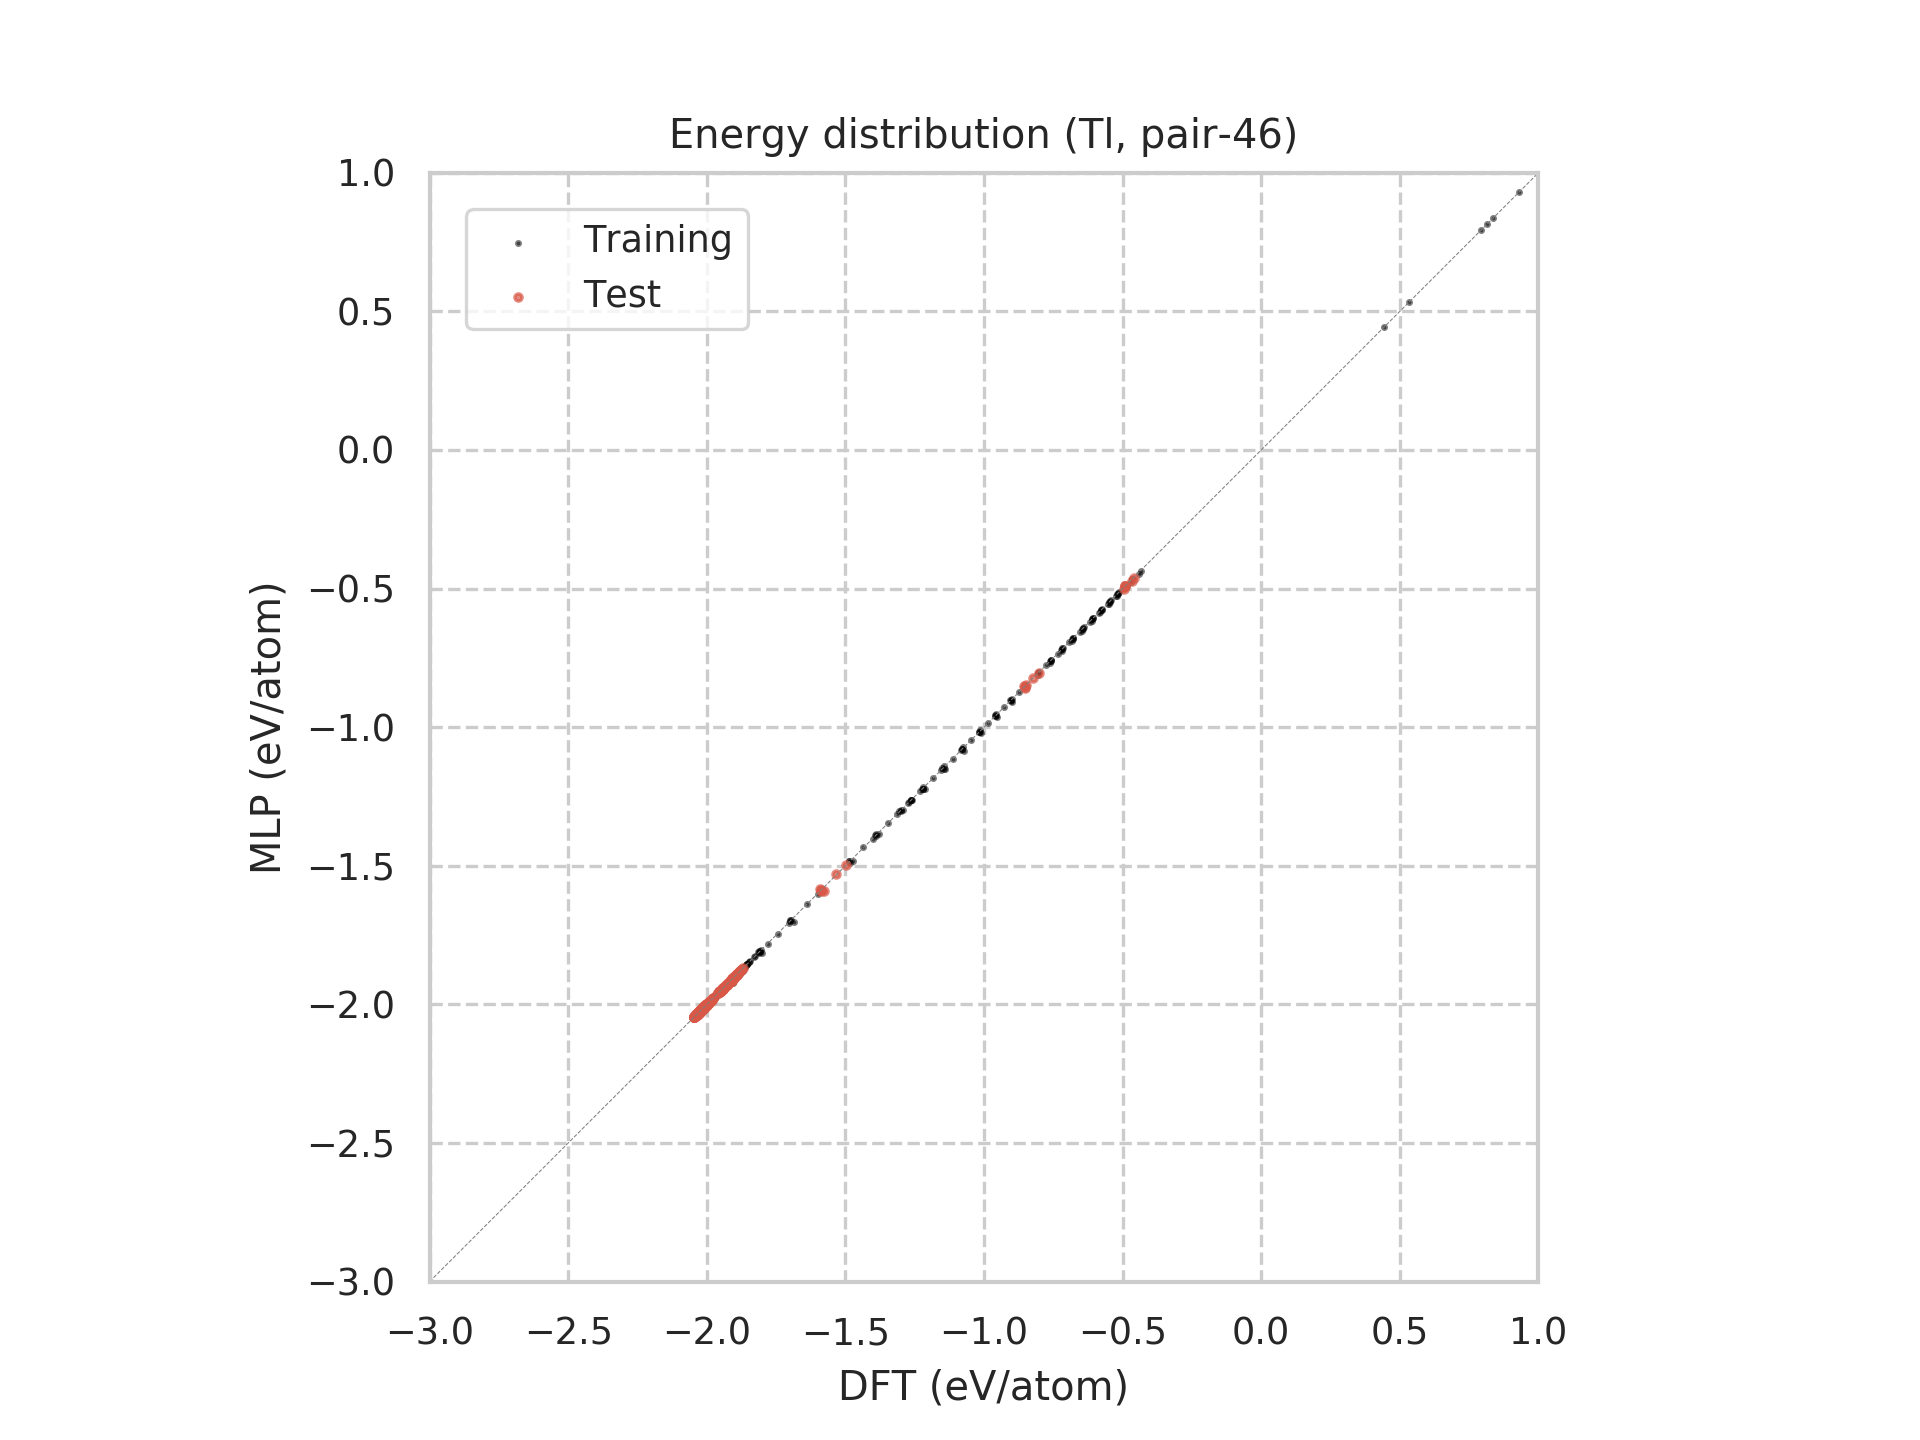 Energy distribution (Tl, pair-46)
1.0
0.5
0.0
−0.5
−1.0
−1.5
−2.0
−2.5
−3.0
MLP (eV/atom)
Training
Test
−3.0 −2.5 −2.0 −1.5 −1.0 −0.5 0.0 0.5 1.0
DFT (eV/atom)